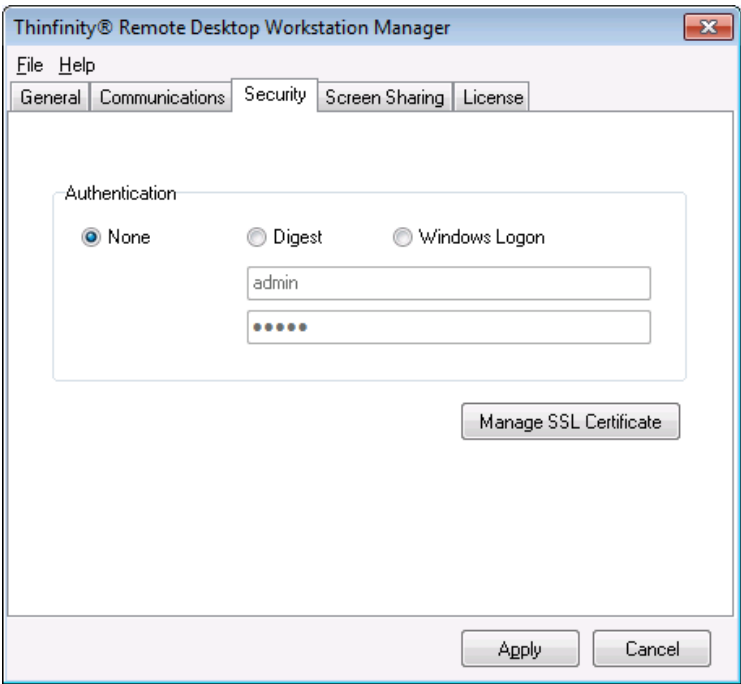 Thinfinity® Remote Desktop Workstation Manager
File Help
General Communications Security Screen Sharing License
Authentication
None Digest Windows Logon
admin
•••••
Manage SSL Certificate
Apply Cancel